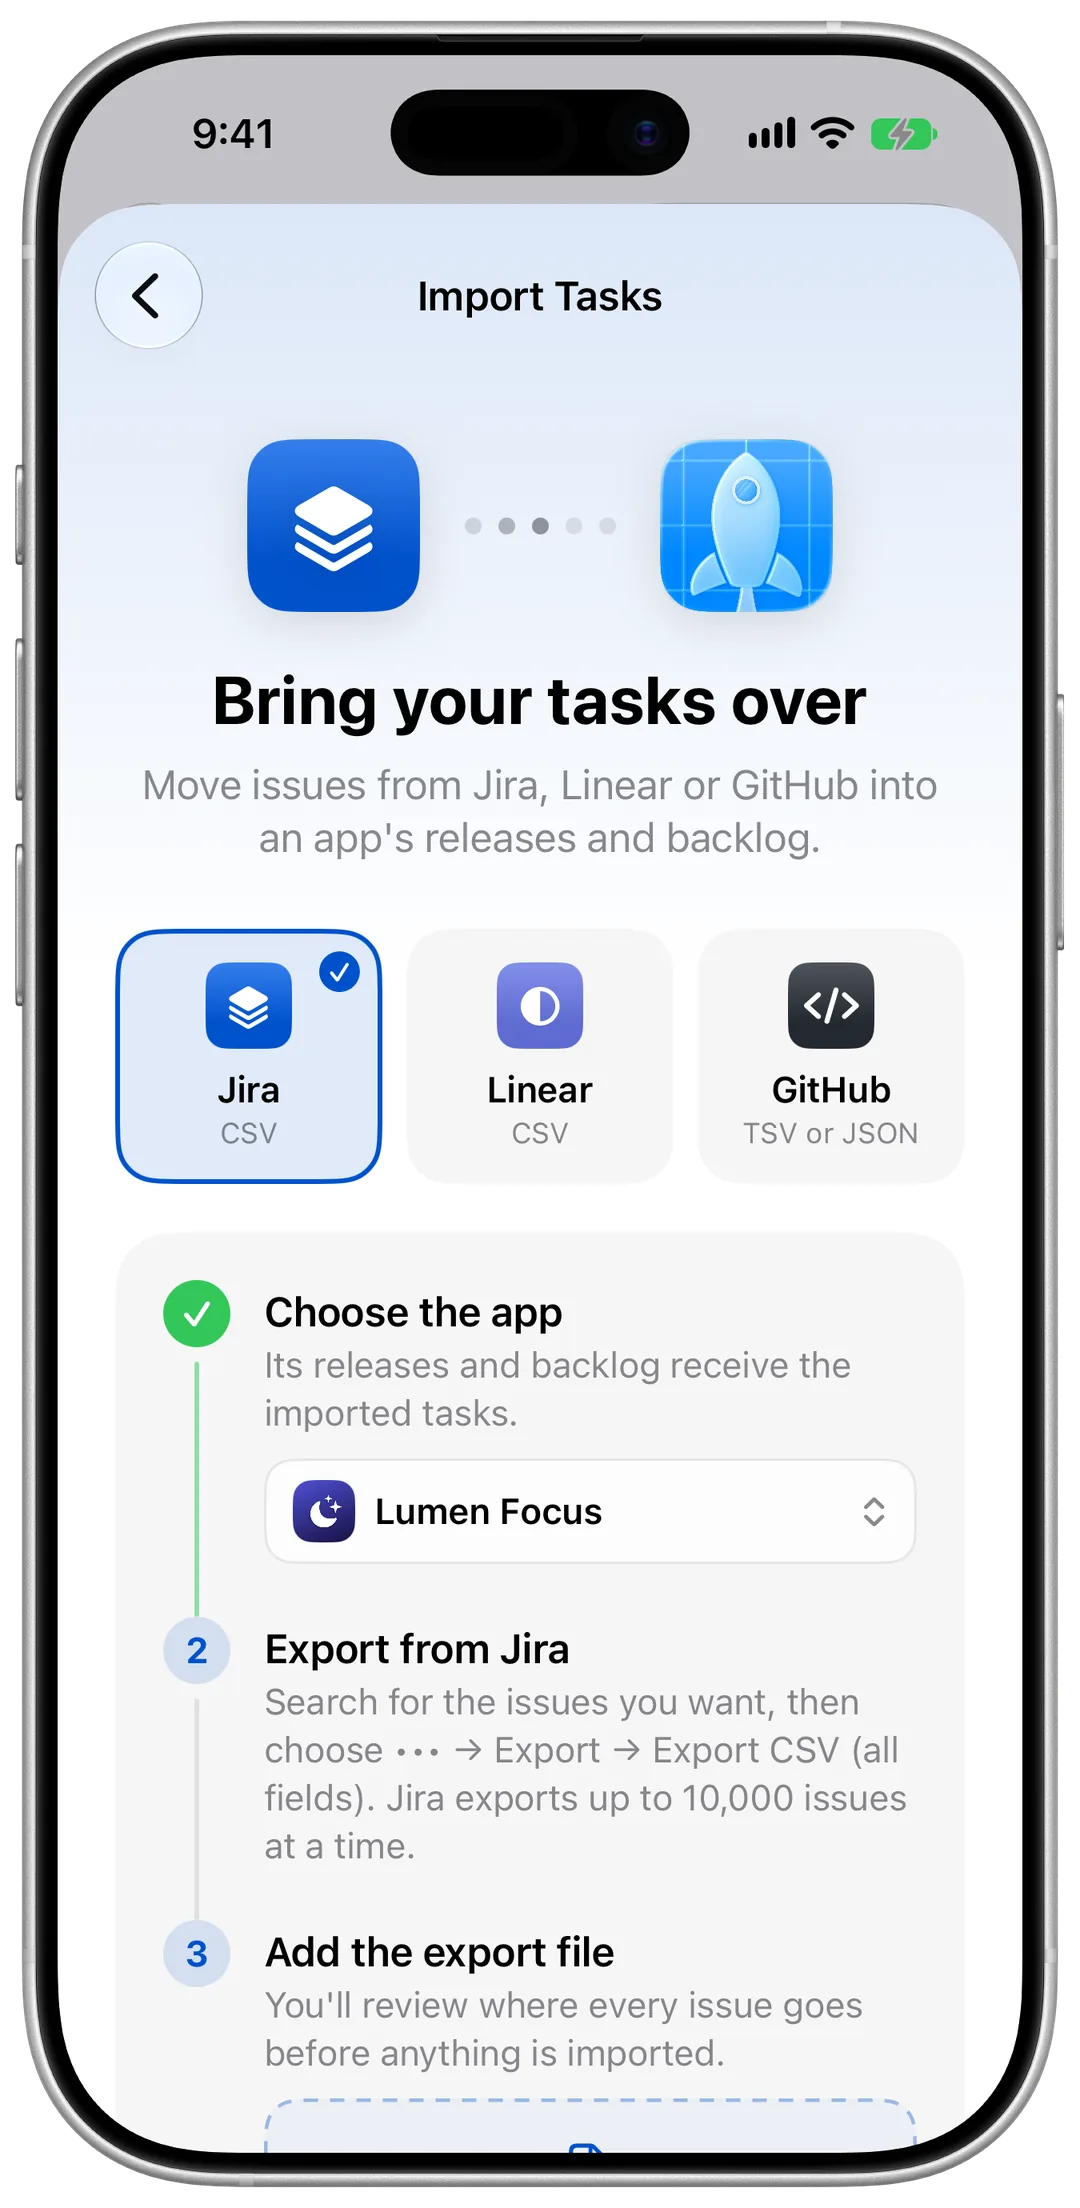 9:41
Import Tasks
Bring your tasks over
Move issues from Jira, Linear or GitHub into
an app's releases and backlog.
Jira
CSV
Linear
CSV
GitHub
TSV or JSON
Choose the app
Its releases and backlog receive the
imported tasks.
Lumen Focus
2
Export from Jira
Search for the issues you want, then
choose ••• → Export → Export CSV (all
fields). Jira exports up to 10,000 issues
at a time.
3
Add the export file
You'll review where every issue goes
before anything is imported.